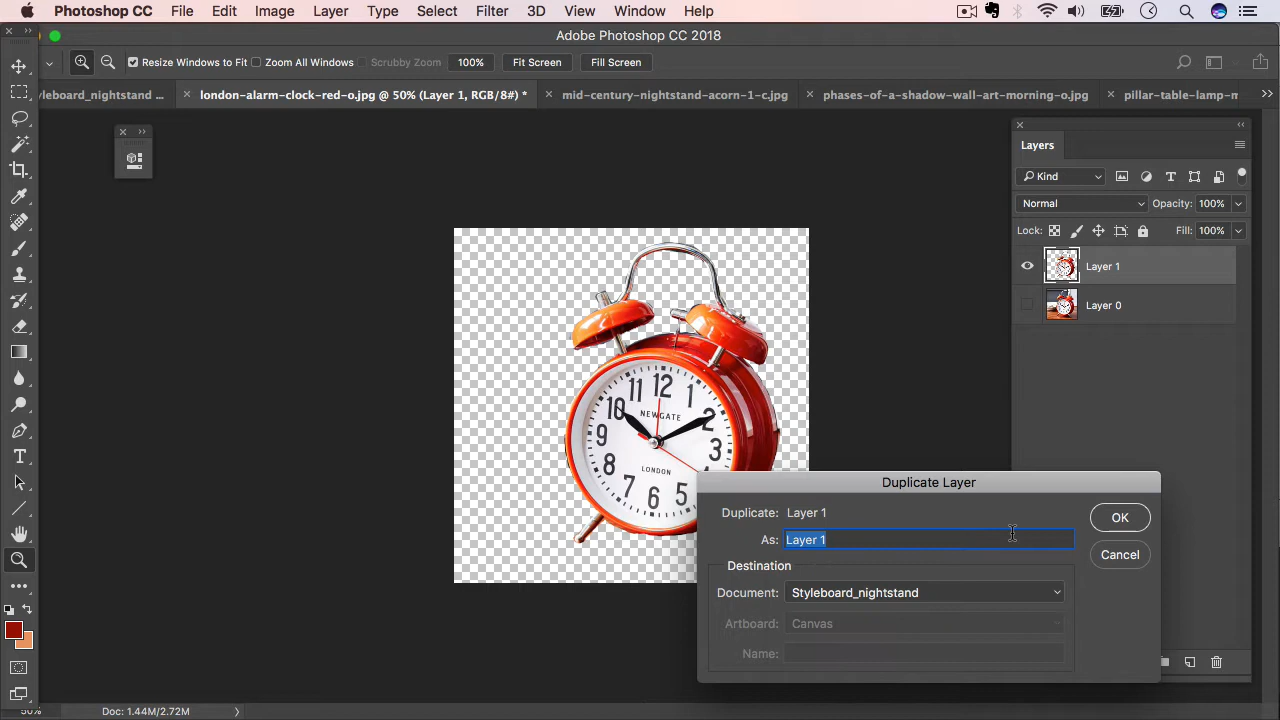 Photoshop CC File Edit Image Layer Type Select Filter 3D View Window Help
Adobe Photoshop CC 2018
Resize Windows to Fit Zoom All Windows Scrubby Zoom 100% Fit Screen Fill Screen
yleboard_nightstand ... london-alarm-clock-red-o.jpg @ 50% (Layer 1, RGB/8#) * mid-century-nightstand-acorn-1-c.jpg phases-of-a-shadow-wall-art-morning-o.jpg pillar-table-lamp-m
Layers
Kind
Normal Opacity: 100%
Lock: Fill: 100%
Layer 1
Layer 0
12
11 1
10 2
NEWGATE
9 3
LONDON
8 4
7 6 5
Duplicate Layer
Duplicate: Layer 1
As: Layer 1
OK
Cancel
Destination
Document: Styleboard_nightstand
Artboard: Canvas
Name:
50% Doc: 1.44M/2.72M